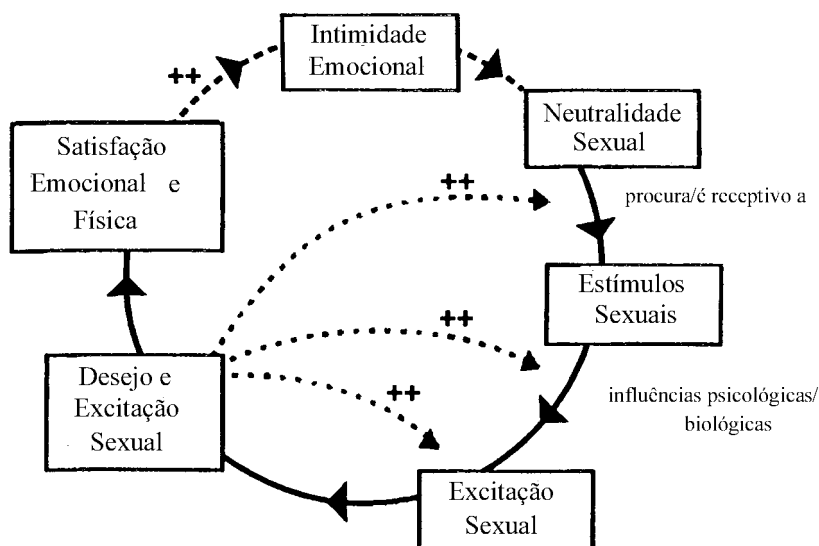 Intimidade
Emocional
++
Neutralidade
Sexual
Satisfação
Emocional e
Física
++
procura/é receptivo a
Estímulos
Sexuais
++
Desejo e
Excitação
Sexual
++
influências psicológicas/
biológicas
Excitação
Sexual